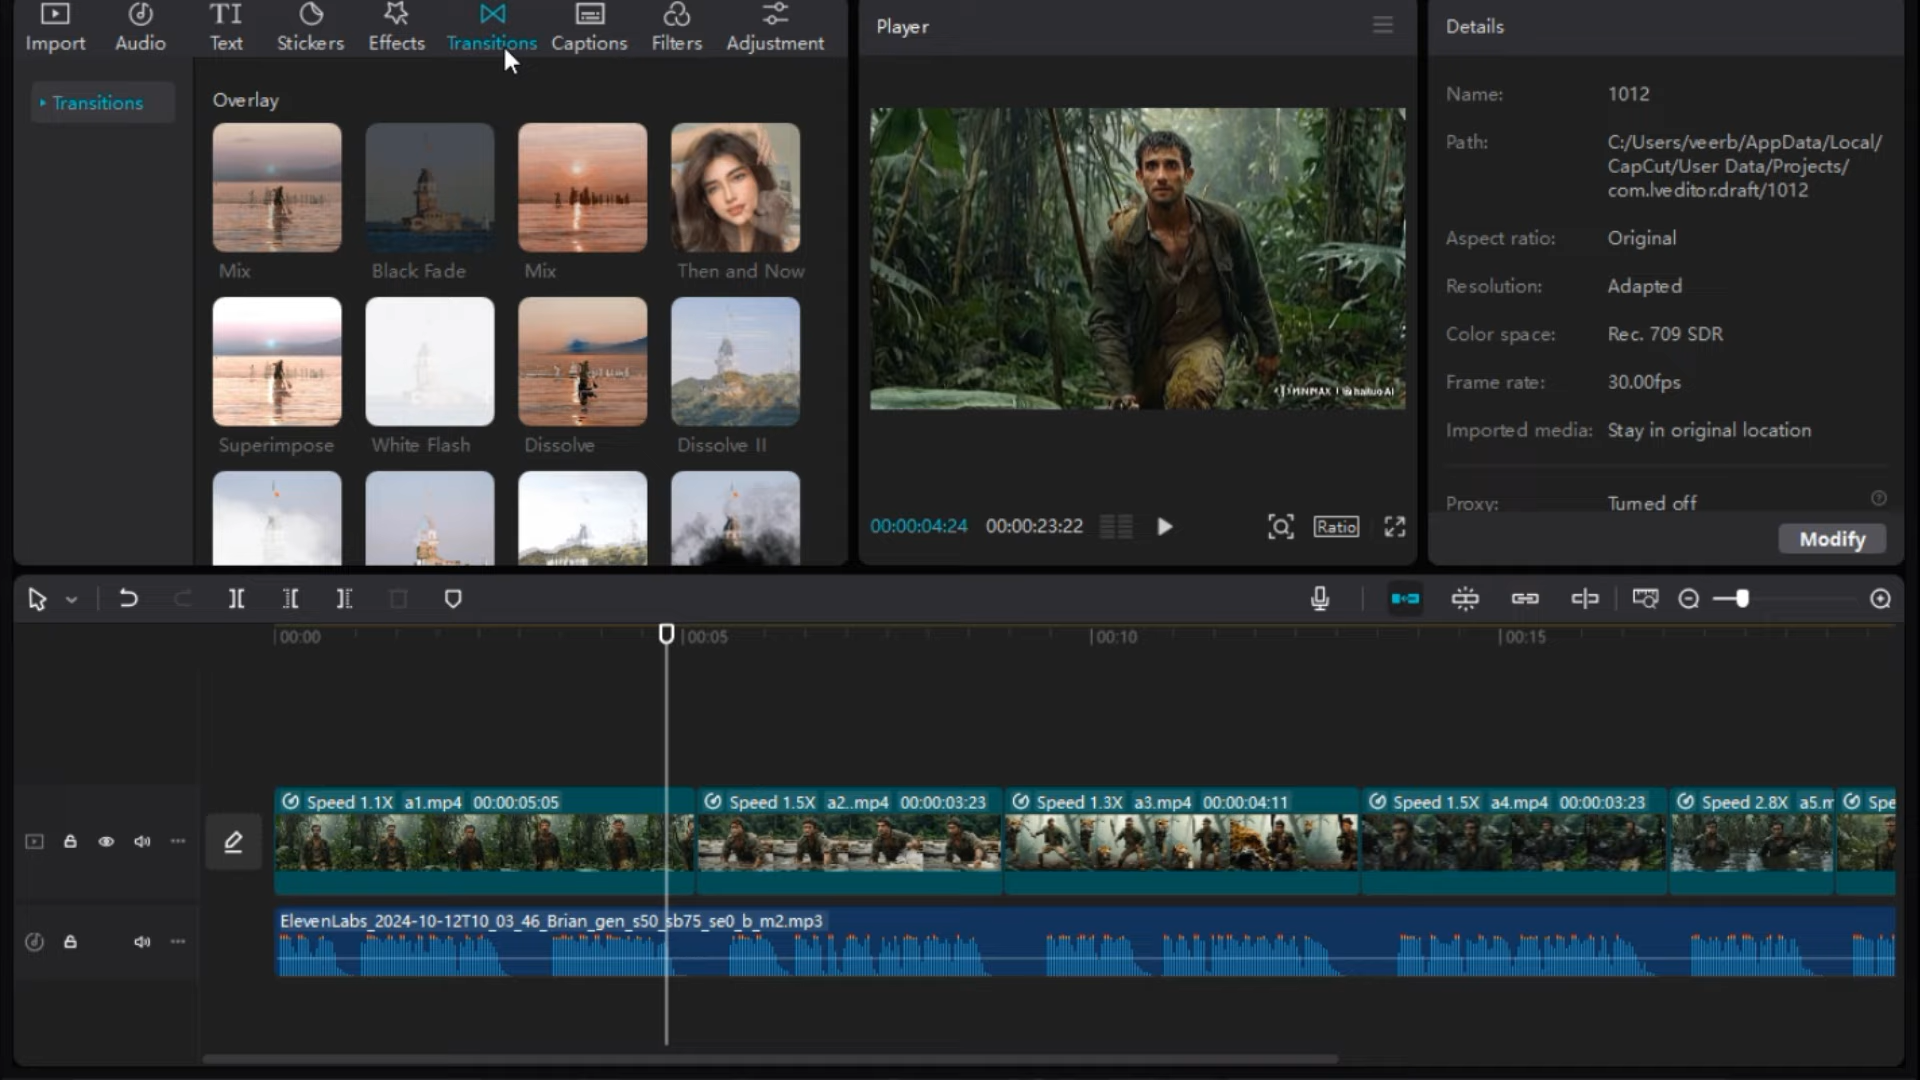 Import
Audio
TI
Text
Stickers
Effects
Transitions
Captions
Filters
Adjustment
Player
Details
Transitions
Overlay
Mix
Black Fade
Mix
Then and Now
Superimpose
White Flash
Dissolve
Dissolve II
MINIMAX | hailuo AI
00:00:04:24
00:00:23:22
Ratio
Name: 1012
Path: C:/Users/veerb/AppData/Local/
CapCut/User Data/Projects/
com.lveditor.draft/1012
Aspect ratio: Original
Resolution: Adapted
Color space: Rec. 709 SDR
Frame rate: 30.00fps
Imported media: Stay in original location
Proxy: Turned off
Modify
00:00
00:05
00:10
00:15
Speed 1.1X a1.mp4 00:00:05:05
Speed 1.5X a2..mp4 00:00:03:23
Speed 1.3X a3.mp4 00:00:04:11
Speed 1.5X a4.mp4 00:00:03:23
Speed 2.8X a5.m
Spe
ElevenLabs_2024-10-12T10_03_46_Brian_gen_s50_sb75_se0_b_m2.mp3